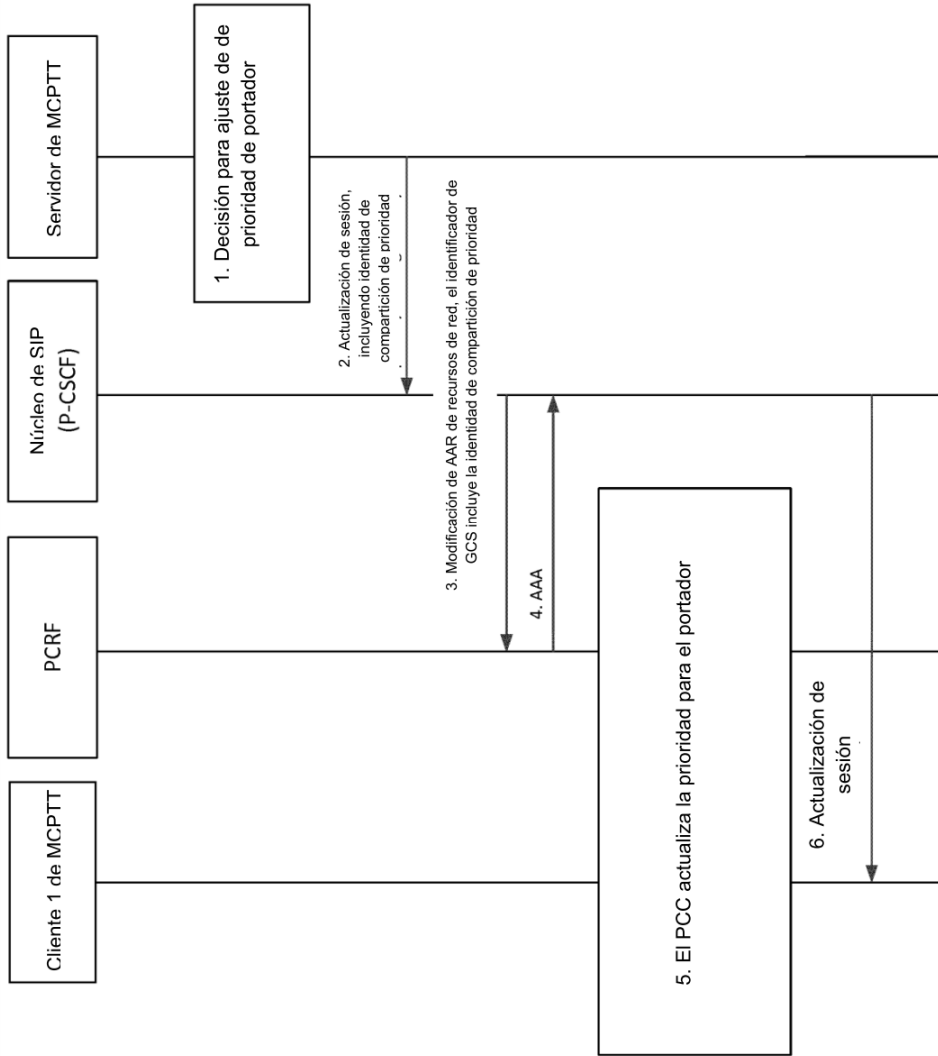 Cliente 1 de MCPTT
PCRF
Núcleo de SIP
(P-CSCF)
Servidor de MCPTT
1. Decisión para ajuste de de
prioridad de portador
2. Actualización de sesión,
incluyendo identidad de
compartición de prioridad
3. Modificación de AAR de recursos de red, el identificador de
GCS incluye la identidad de compartición de prioridad
4. AAA
5. El PCC actualiza la prioridad para el portador
6. Actualización de
sesión